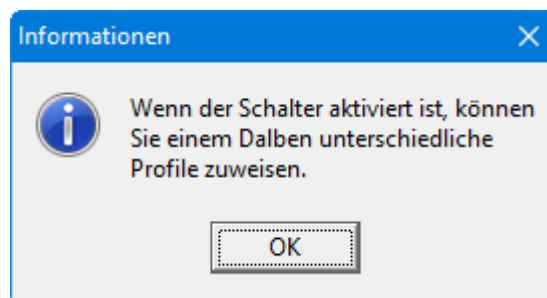 Informationen
Wenn der Schalter aktiviert ist, können
Sie einem Dalben unterschiedliche
Profile zuweisen.
OK